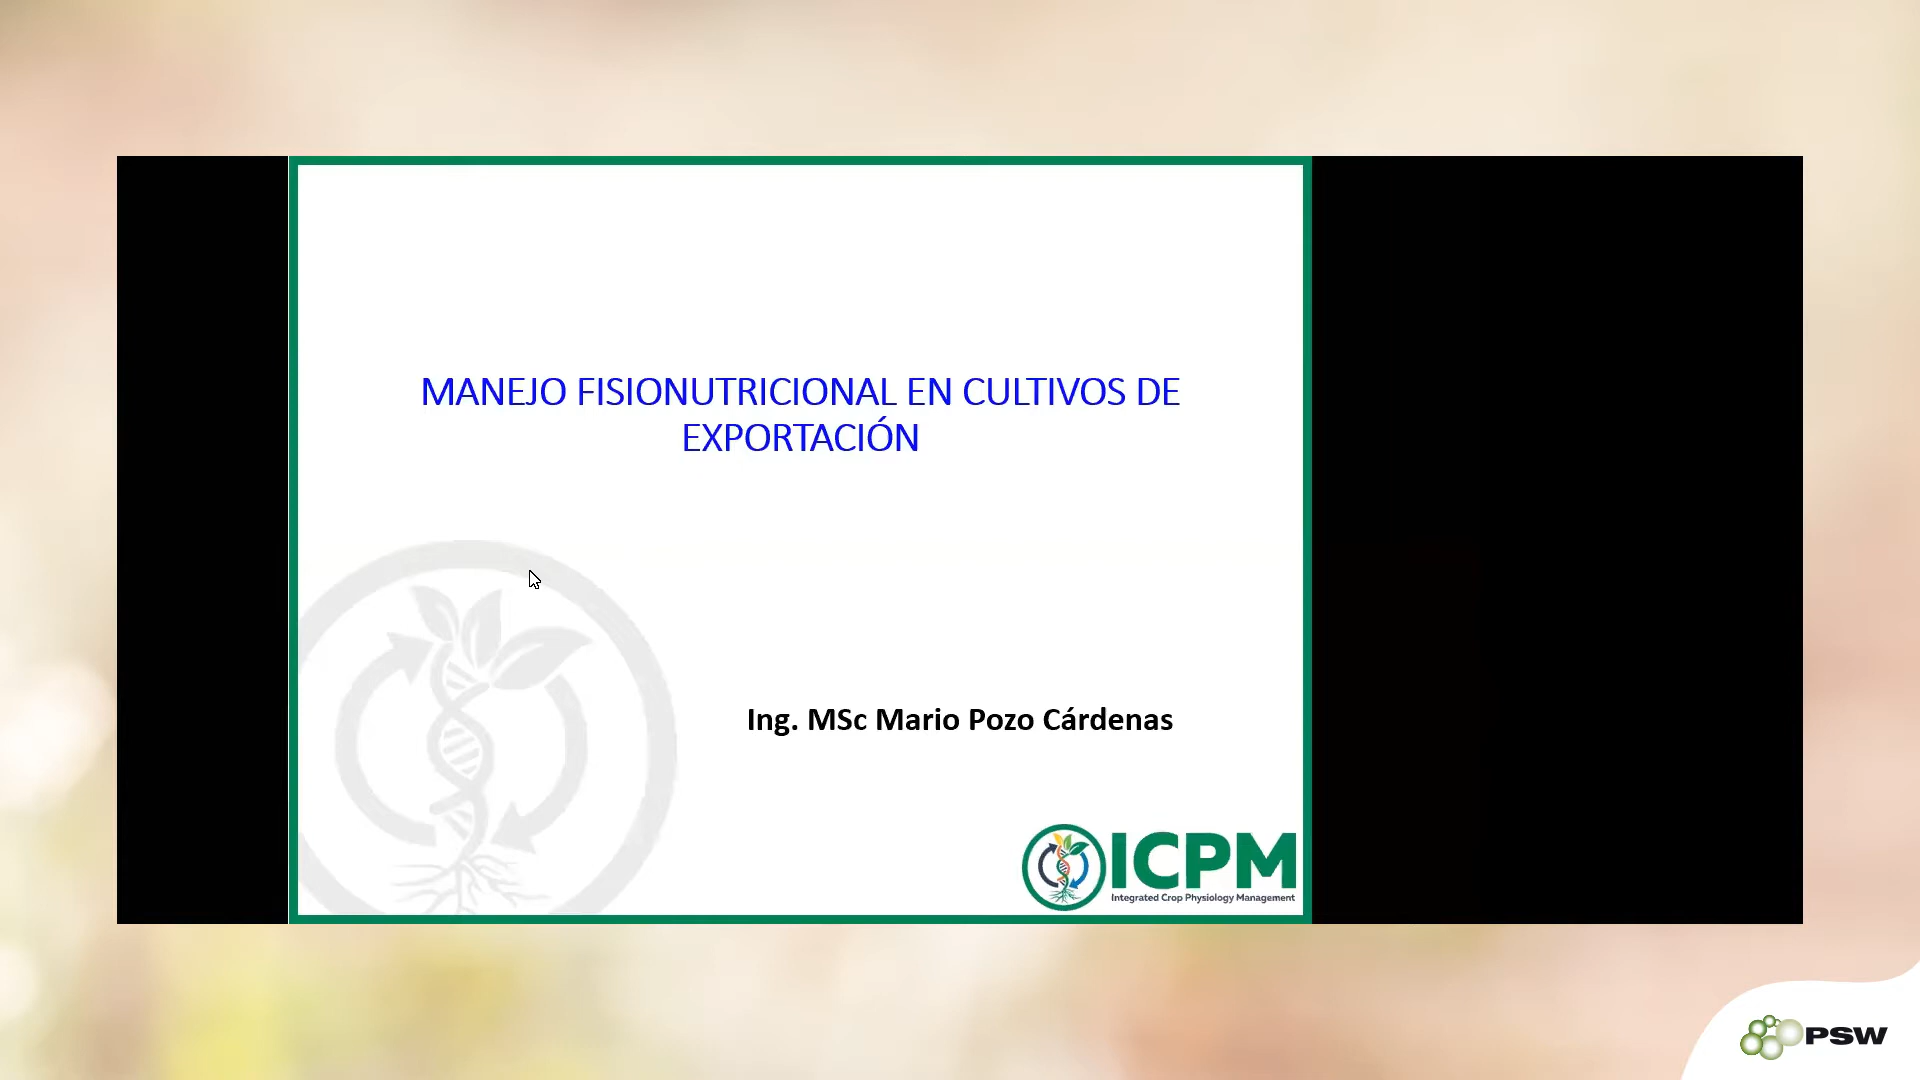 MANEJO FISIONUTRICIONAL EN CULTIVOS DE
EXPORTACIÓN
Ing. MSc Mario Pozo Cárdenas
ICPM
Integrated Crop Physiology Management
PSW